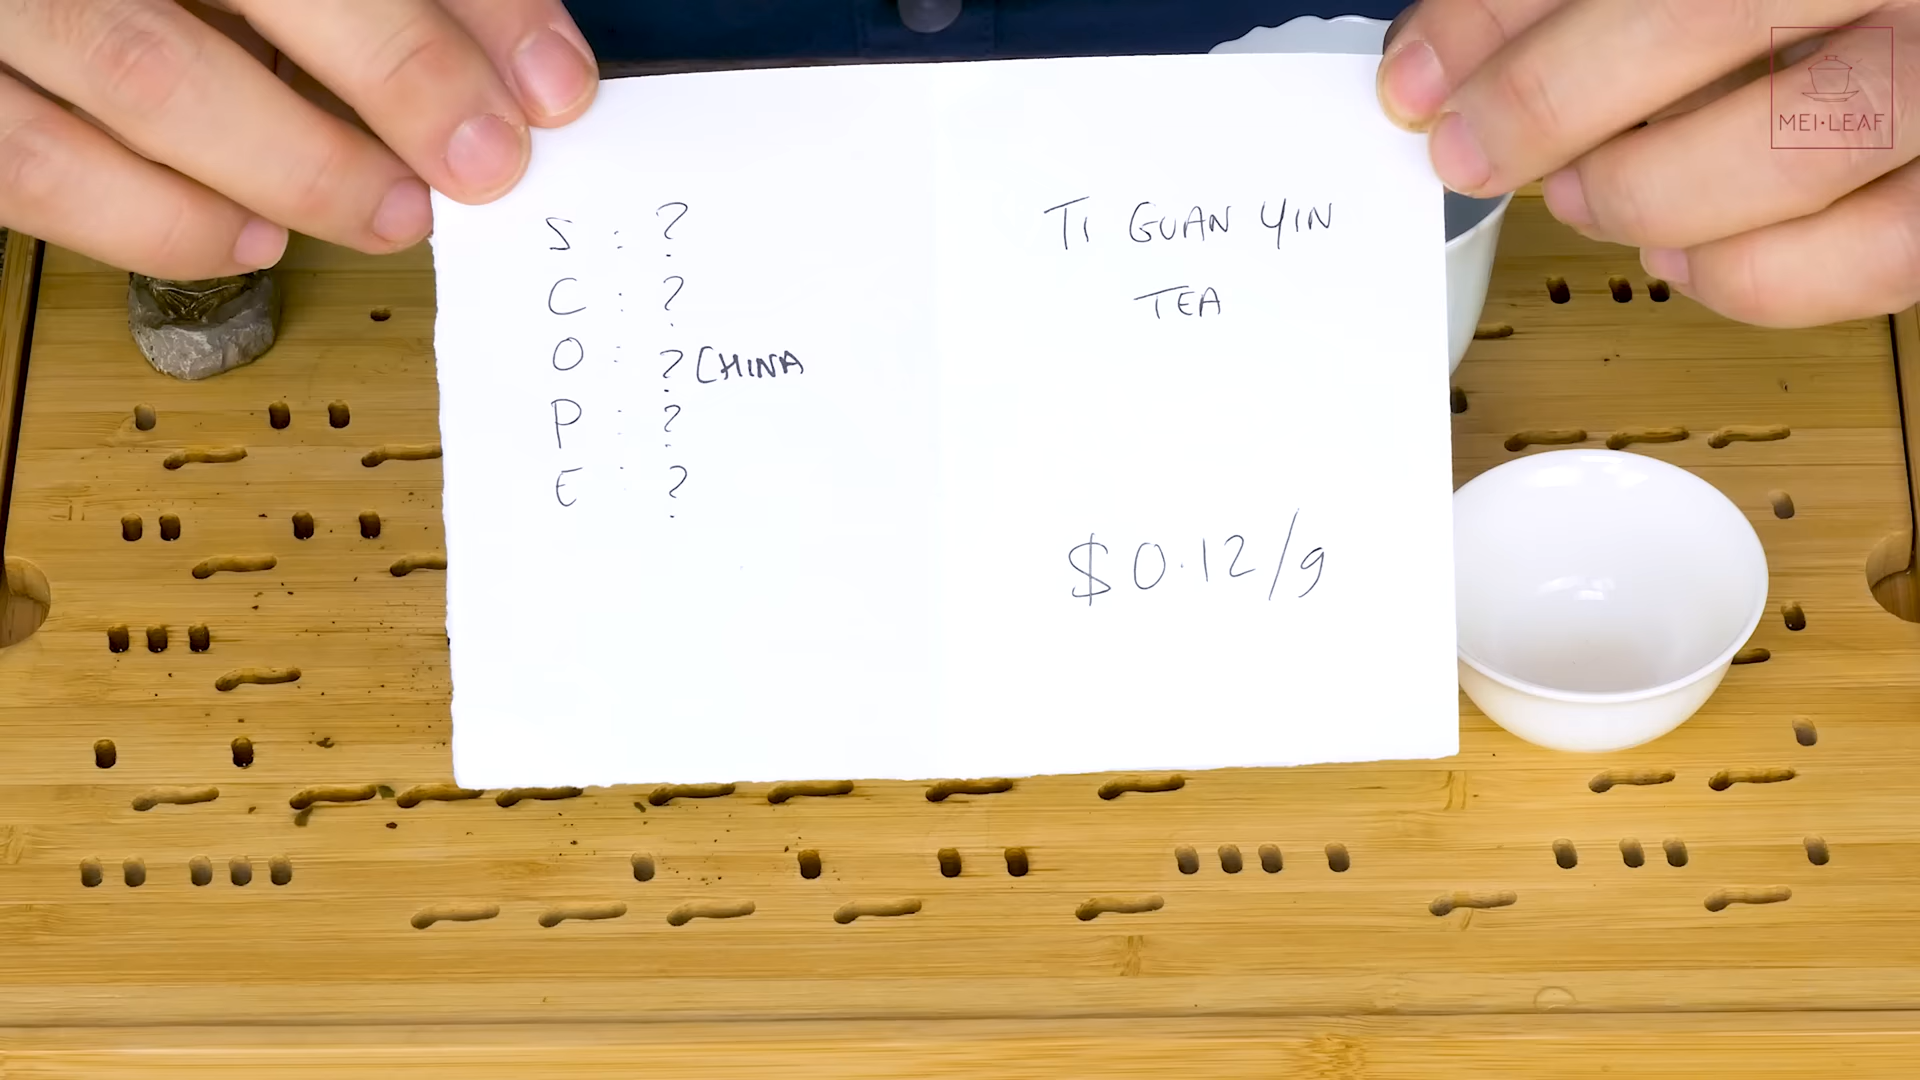 S : ?
C : ?
O : ? CHINA
P : ?
E : ?
TI GUAN YIN
TEA
$0.12/g
MEI·LEAF